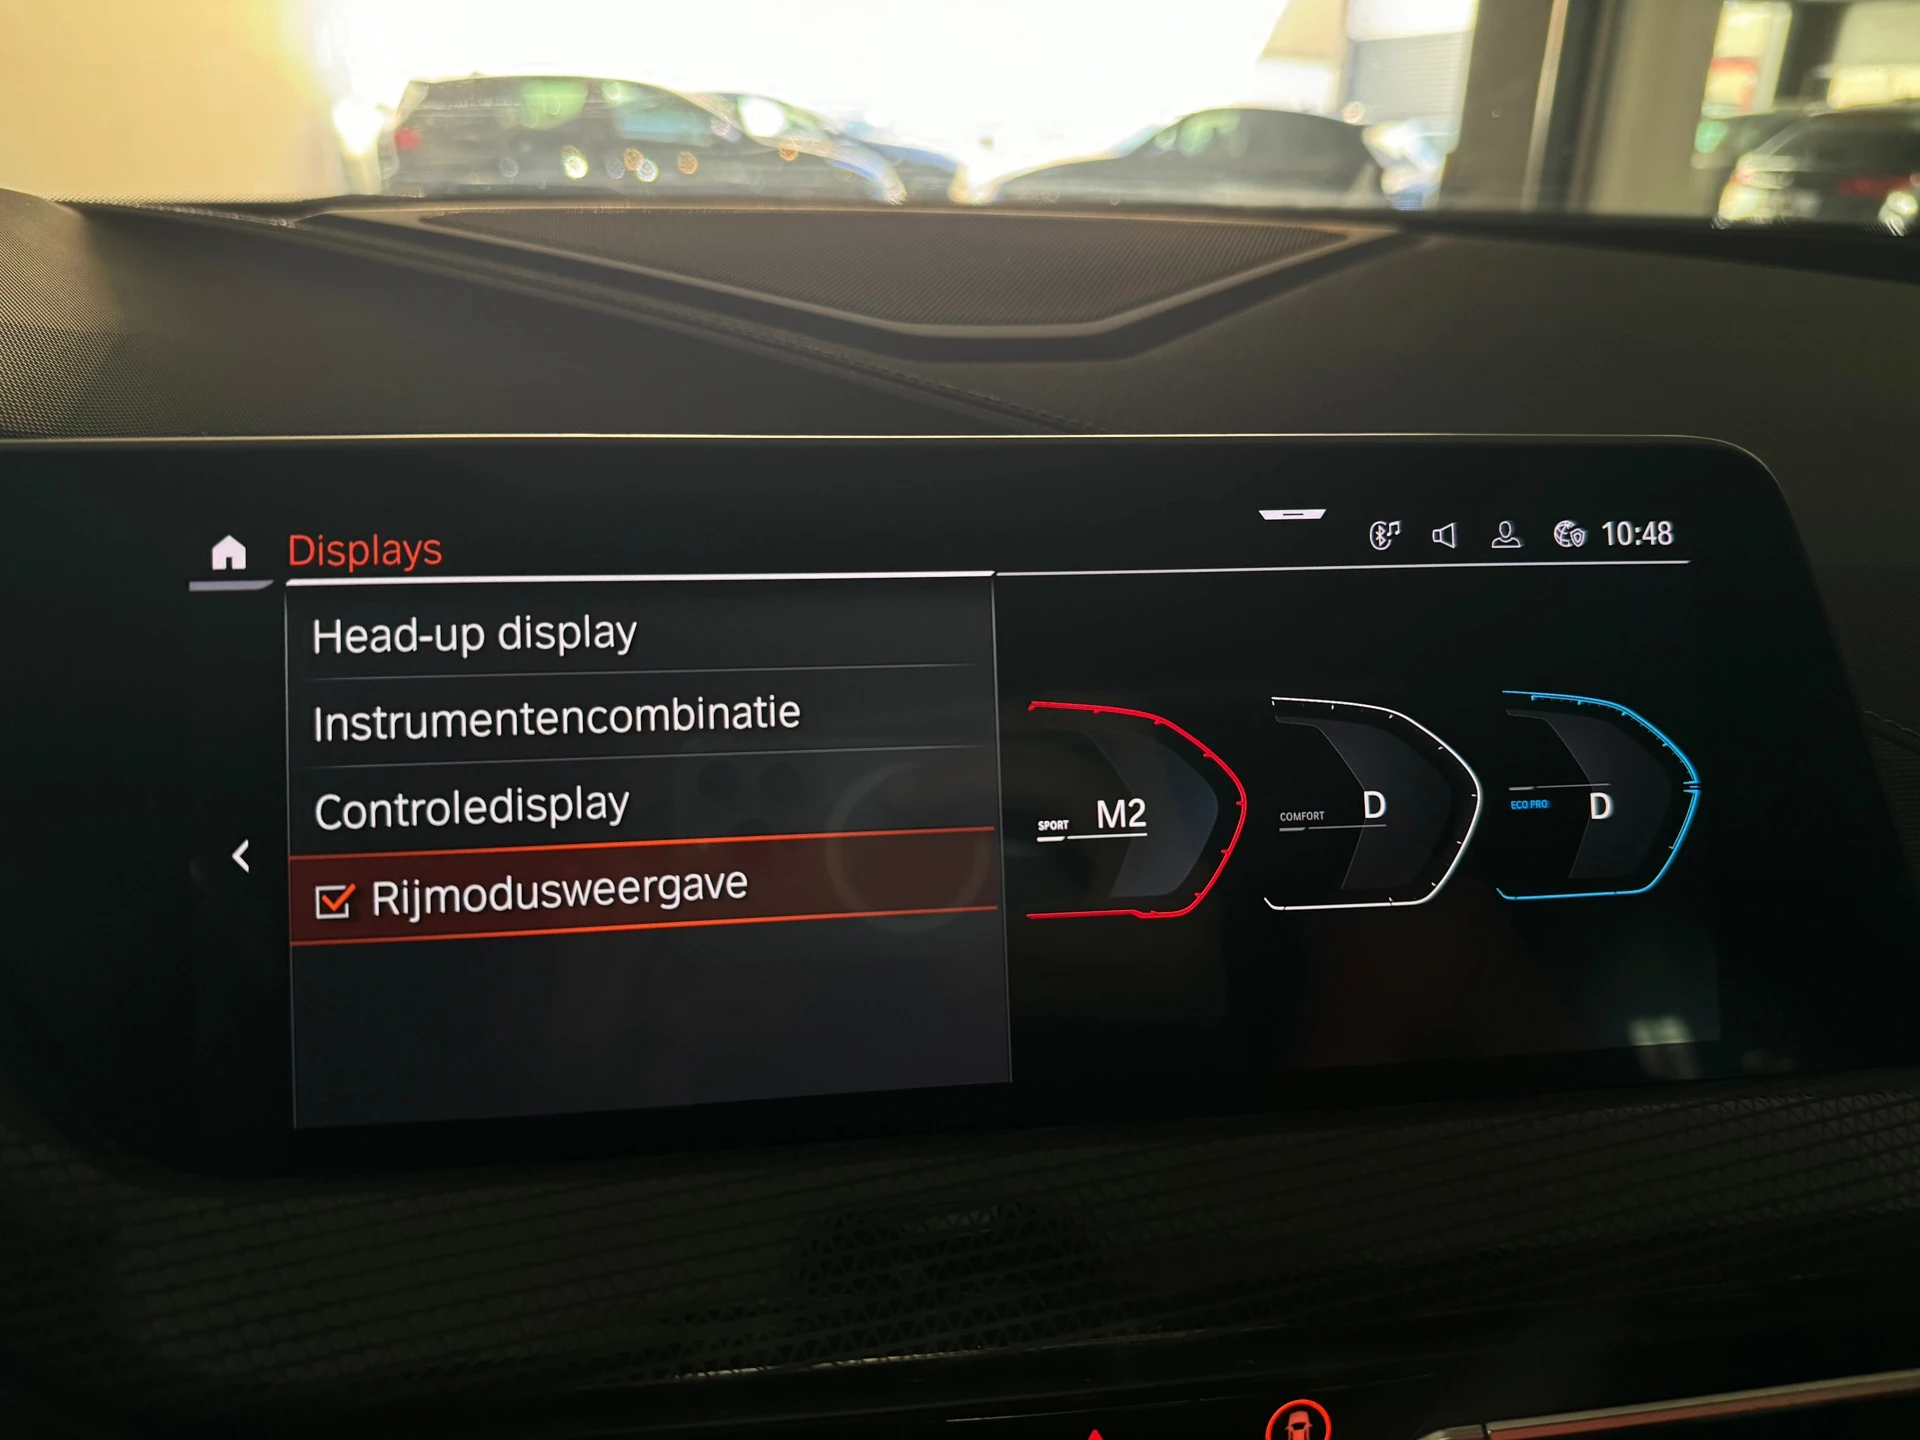 Displays
10:48
Head-up display
Instrumentencombinatie
Controledisplay
Rijmodusweergave
SPORT M2
COMFORT D
ECO PRO D